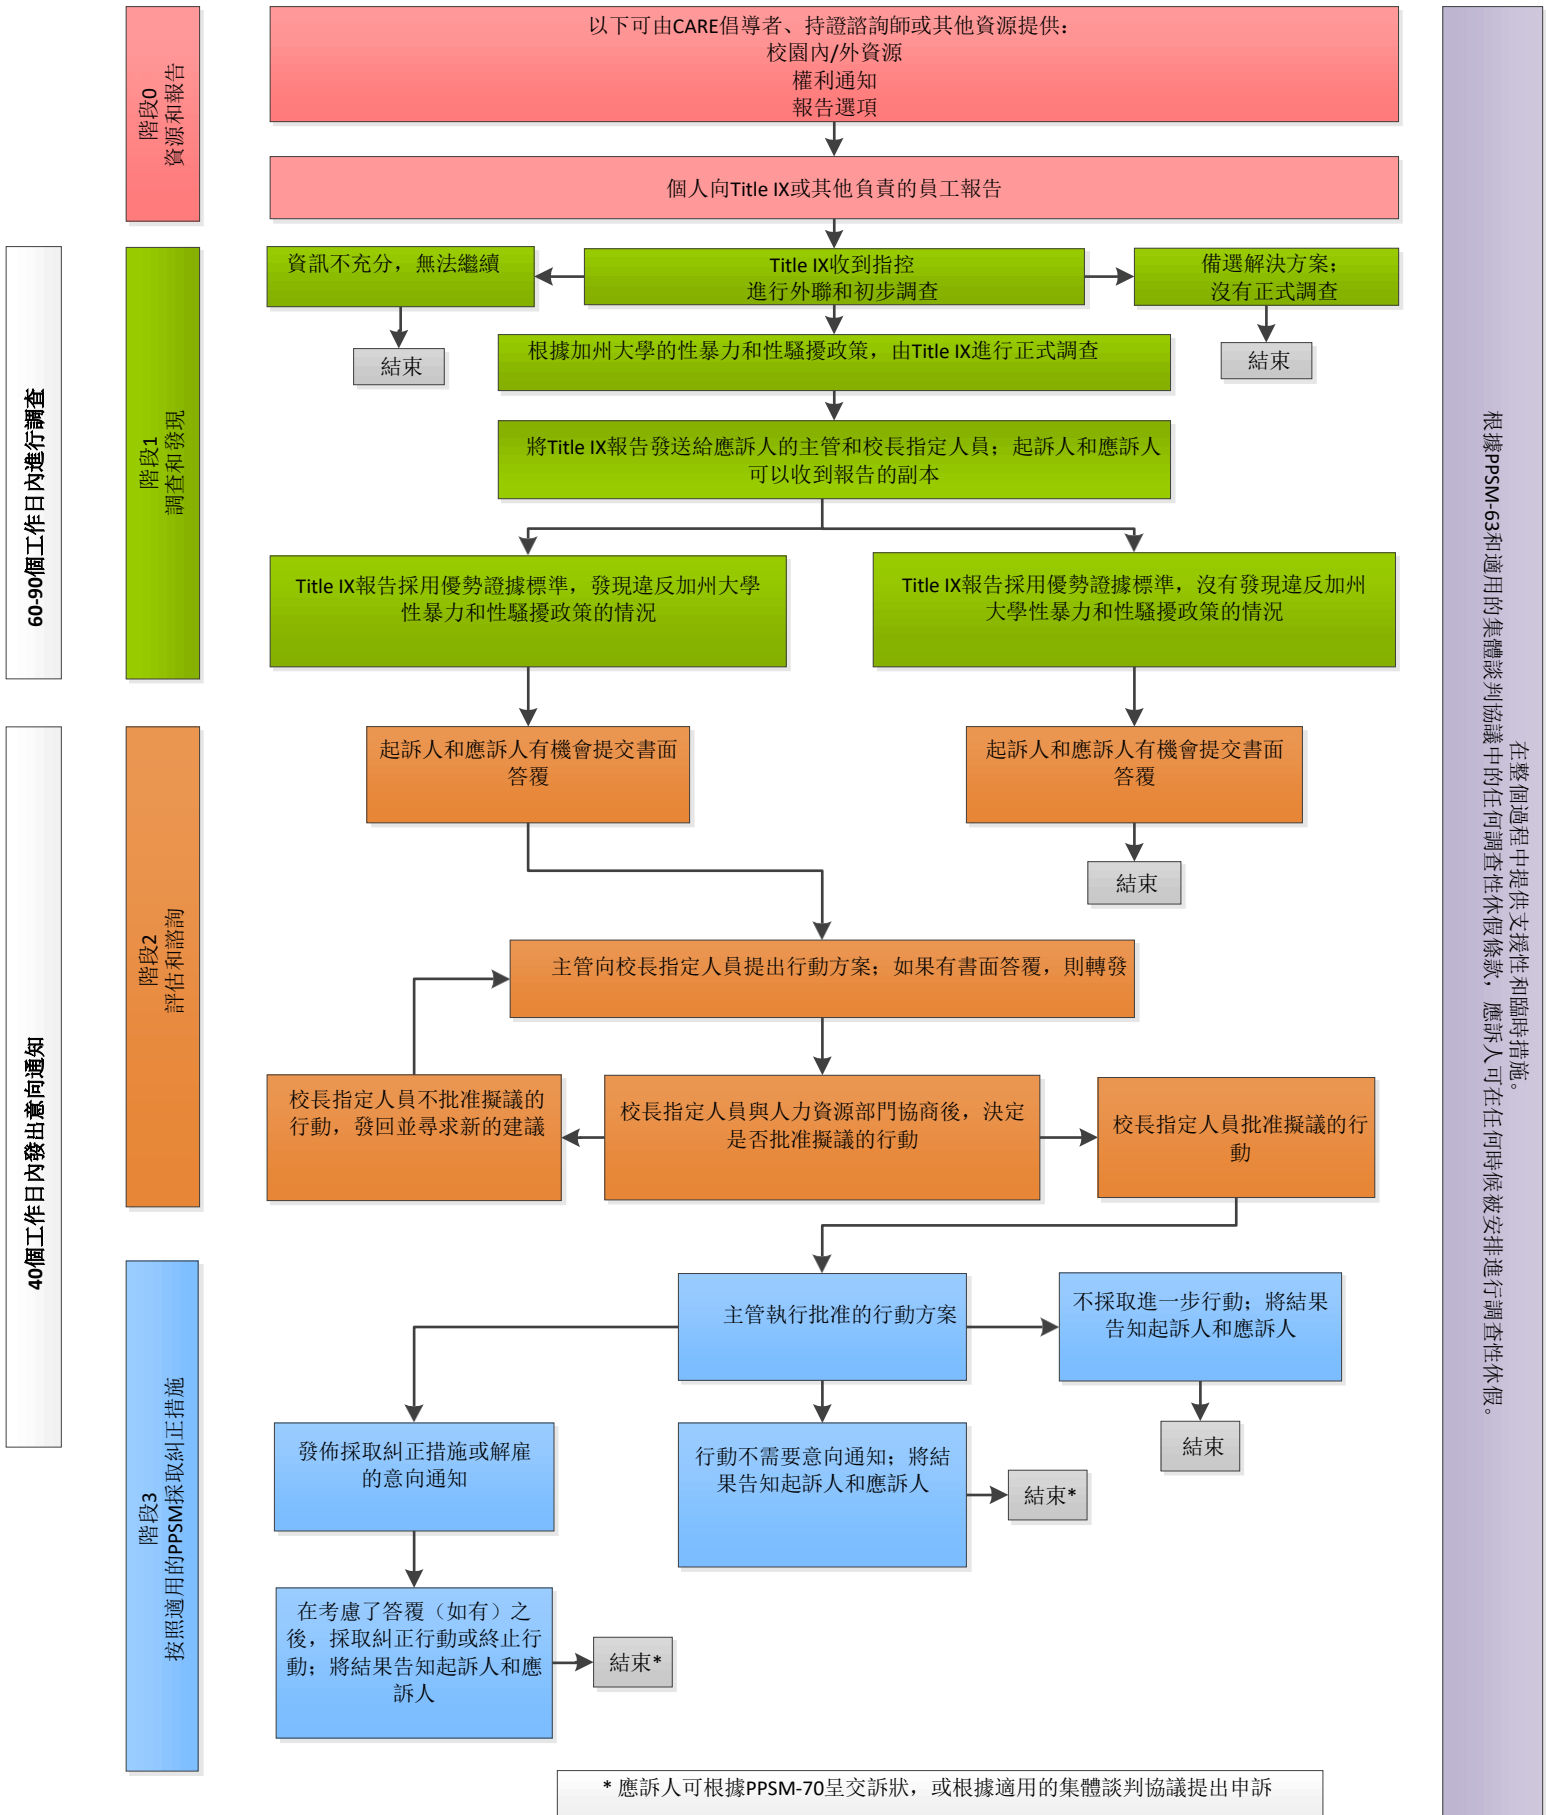 以下可由CARE倡導者、持證諮詢師或其他資源提供：
校園內/外資源
權利通知
報告選項
階段0
資源和報告
個人向Title IX或其他負責的員工報告
60-90個工作日內進行調查
階段1
調查和發現
資訊不充分，無法繼續
Title IX收到指控
進行外聯和初步調查
備選解決方案；
沒有正式調查
結束
結束
根據加州大學的性暴力和性騷擾政策，由Title IX進行正式調查
將Title IX報告發送給應訴人的主管和校長指定人員；起訴人和應訴人
可以收到報告的副本
Title IX報告採用優勢證據標準，發現違反加州大學
性暴力和性騷擾政策的情況
Title IX報告採用優勢證據標準，沒有發現違反加州
大學性暴力和性騷擾政策的情況
40個工作日內發出意向通知
階段2
評估和諮詢
起訴人和應訴人有機會提交書面
答覆
起訴人和應訴人有機會提交書面
答覆
結束
主管向校長指定人員提出行動方案；如果有書面答覆，則轉發
校長指定人員不批准擬議的
行動，發回並尋求新的建議
校長指定人員與人力資源部門協商後，決定
是否批准擬議的行動
校長指定人員批准擬議的行
動
階段3
按照適用的PPSM採取糾正措施
主管執行批准的行動方案
不採取進一步行動；將結果
告知起訴人和應訴人
結束
發佈採取糾正措施或解雇
的意向通知
行動不需要意向通知；將結
果告知起訴人和應訴人
結束*
在考慮了答覆（如有）之
後，採取糾正行動或終止行
動；將結果告知起訴人和應
訴人
結束*
* 應訴人可根據PPSM-70呈交訴狀，或根據適用的集體談判協議提出申訴
在整個過程中提供支援性和臨時措施。
根據PPSM-63和適用的集體談判協議中的任何調查性休假條款，應訴人可在任何時候被安排進行調查性休假。